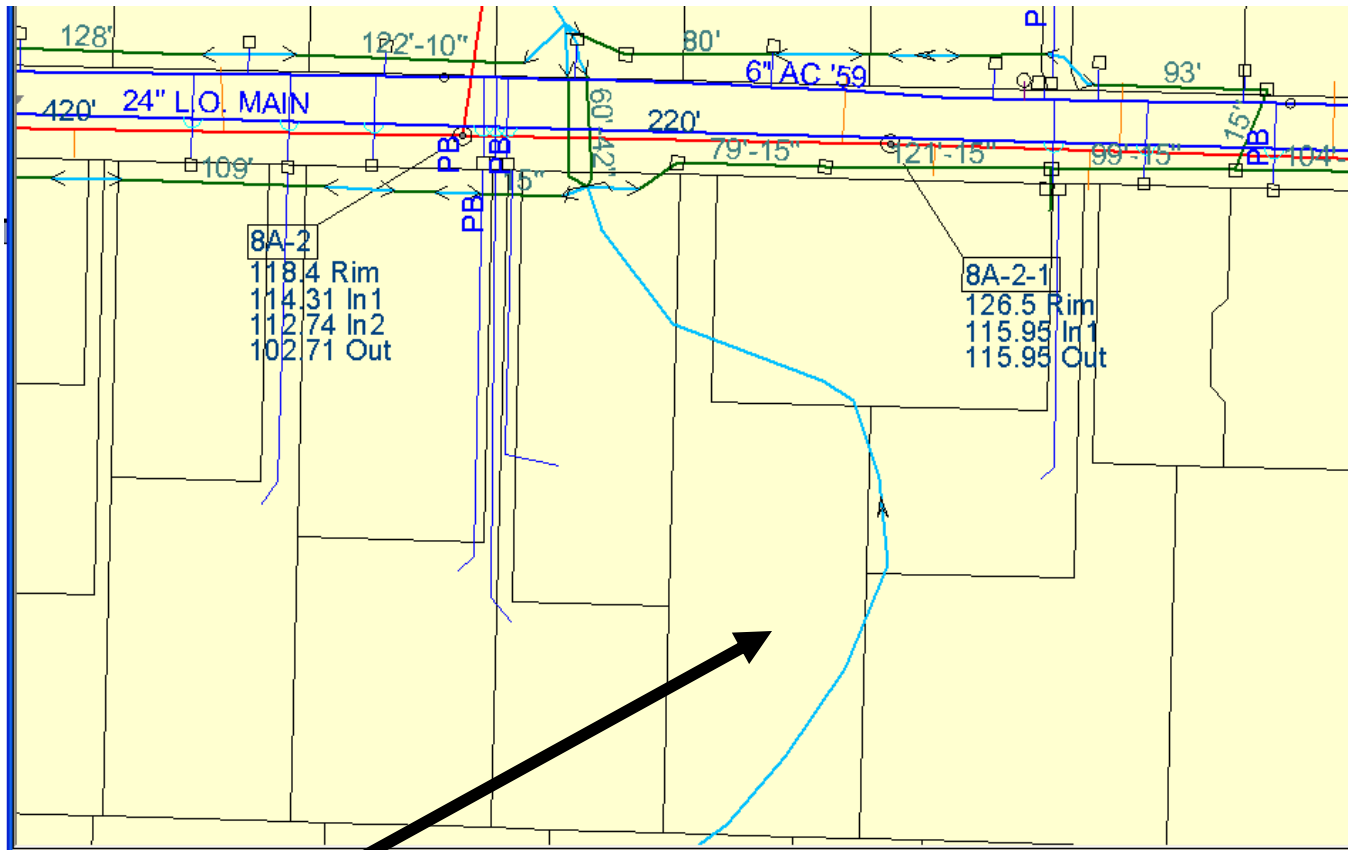 P
128'
122'-10"
80'
6" AC '59
93'
24" L.O. MAIN
420'
60'-42"
220'
15'
PB
PB
79'-15"
121'-15"
99'-15"
PB
104'
109'
15"
PB
8A-2
118.4 Rim
114.31 In1
112.74 In2
102.71 Out
8A-2-1
126.5 Rim
115.95 In1
115.95 Out